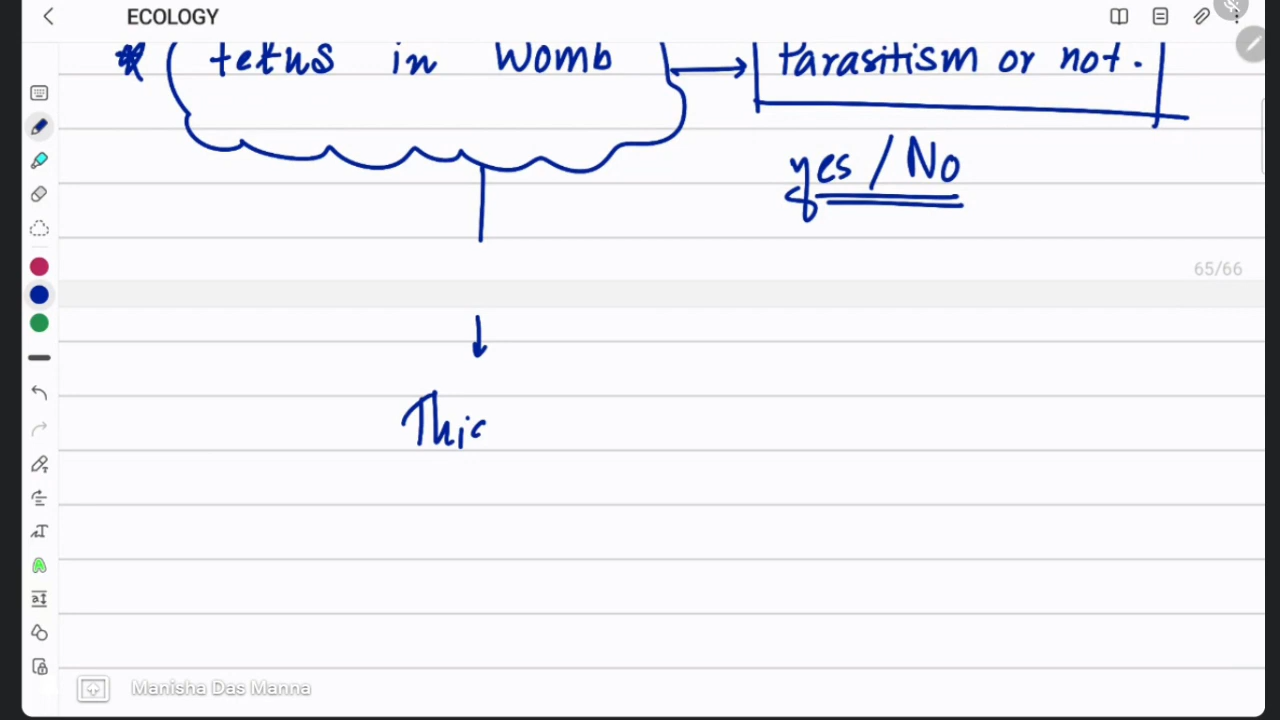 ECOLOGY
* fetus in Womb → Parasitism or not.
yes / No
65/66
↓
This
Manisha Das Manna